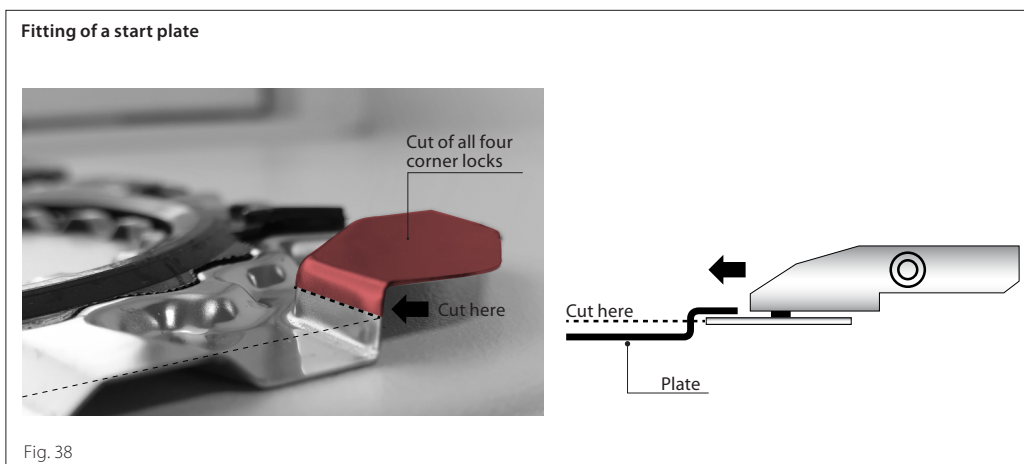 Fitting of a start plate
Cut of all four
corner locks
Cut here
Cut here
Plate
Fig. 38